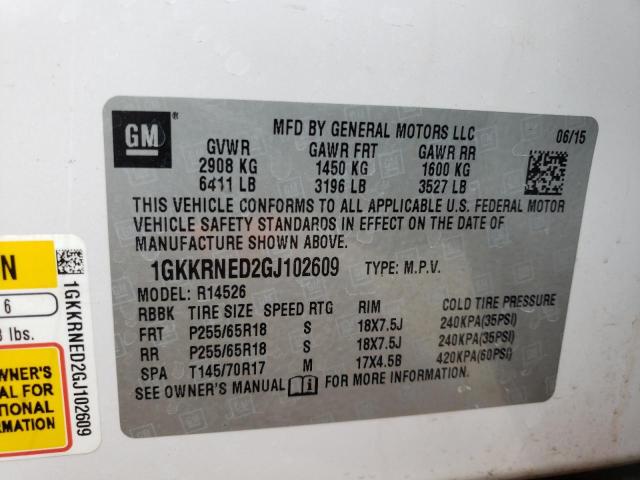 GM
®
MFD BY GENERAL MOTORS LLC 06/15
GVWR GAWR FRT GAWR RR
2908 KG 1450 KG 1600 KG
6411 LB 3196 LB 3527 LB
THIS VEHICLE CONFORMS TO ALL APPLICABLE U.S. FEDERAL MOTOR
VEHICLE SAFETY STANDARDS IN EFFECT ON THE DATE OF
MANUFACTURE SHOWN ABOVE.
1GKKRNED2GJ102609 TYPE: M.P.V.
MODEL: R14526
RBBK TIRE SIZE SPEED RTG RIM COLD TIRE PRESSURE
FRT P255/65R18 S 18X7.5J 240KPA(35PSI)
RR P255/65R18 S 18X7.5J 240KPA(35PSI)
SPA T145/70R17 M 17X4.5B 420KPA(60PSI)
SEE OWNER'S MANUAL FOR MORE INFORMATION.
N
6
lbs.
OWNER'S
AL FOR
TIONAL
RMATION
1GKKRNED2GJ102609